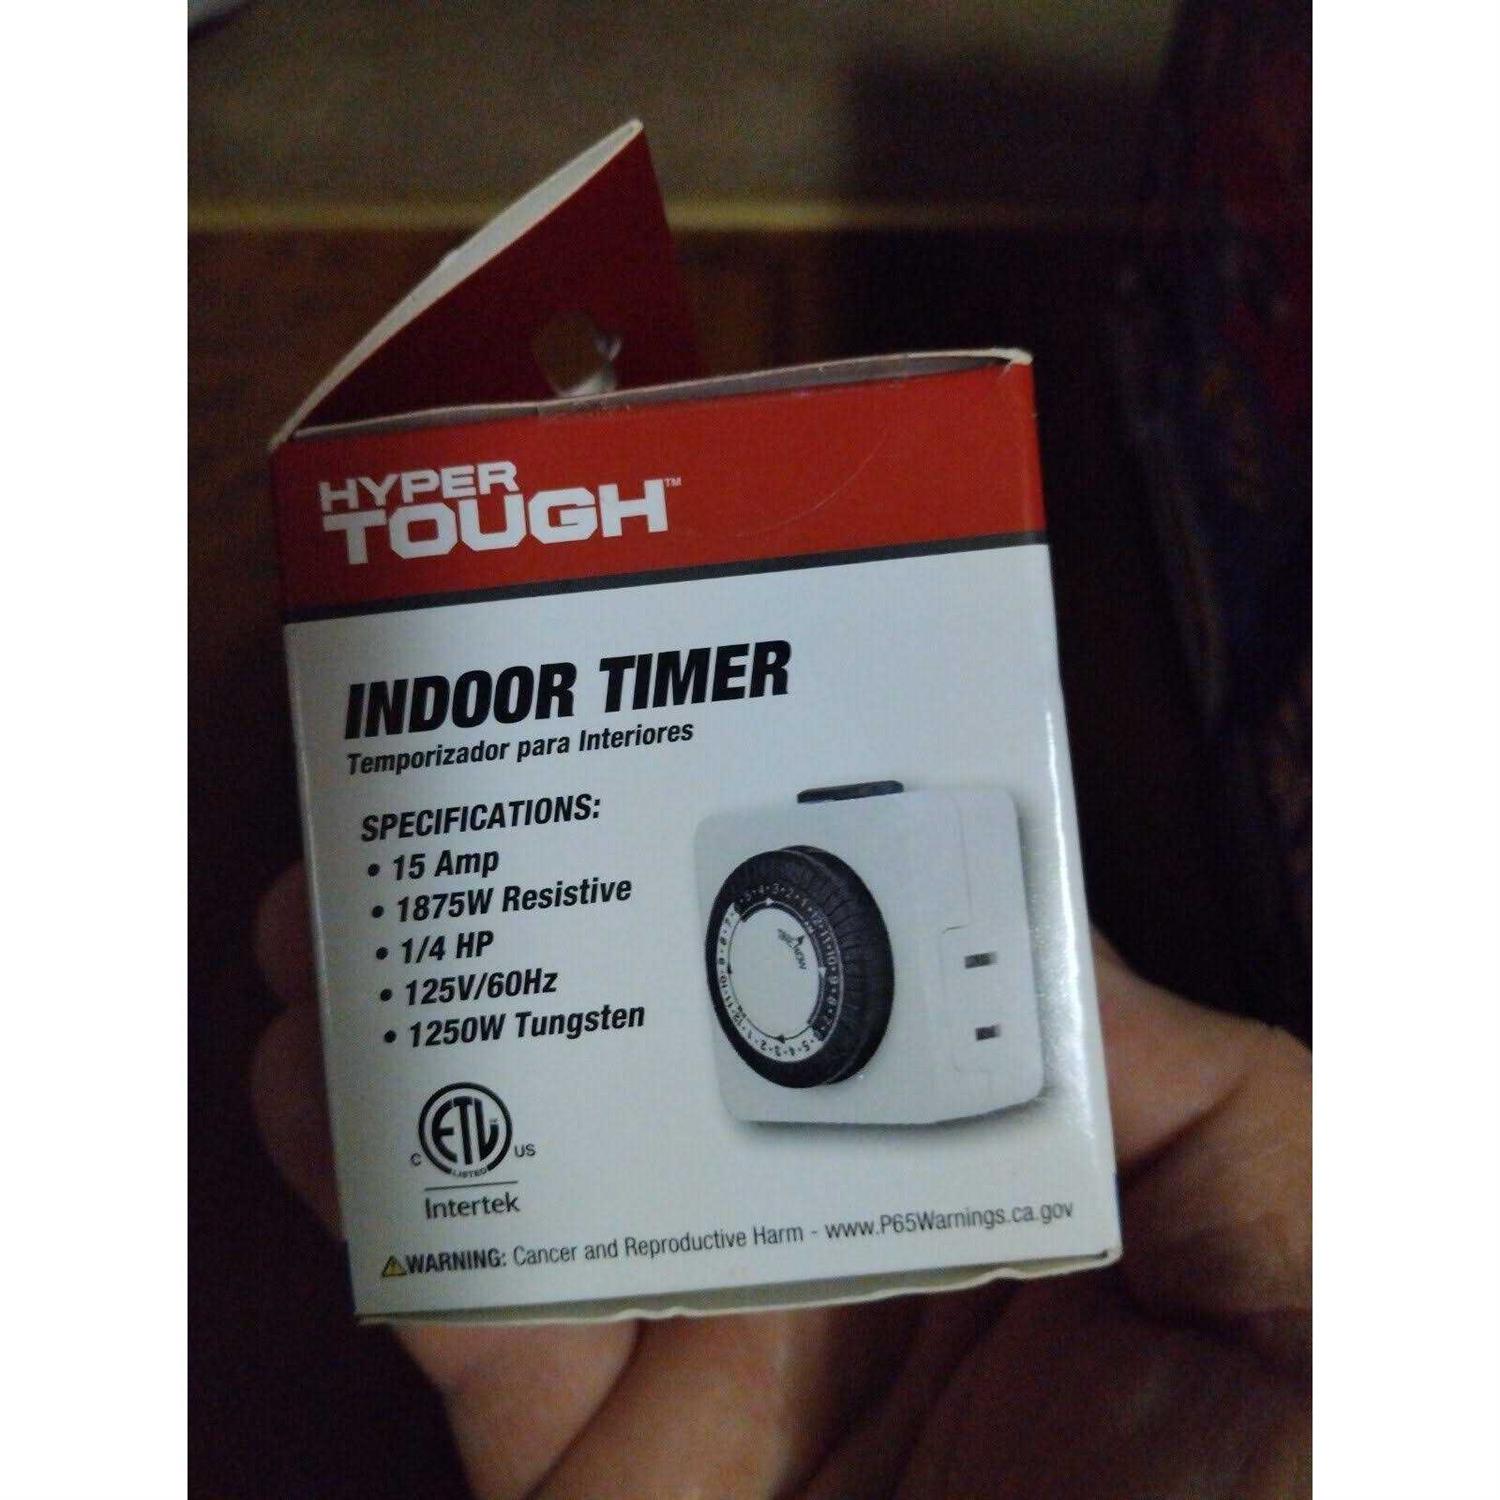 HYPER
TOUGH™
INDOOR TIMER
Temporizador para Interiores
SPECIFICATIONS:
• 15 Amp
• 1875W Resistive
• 1/4 HP
• 125V/60Hz
• 1250W Tungsten
ETL
LISTED
C US
Intertek
WARNING: Cancer and Reproductive Harm - www.P65Warnings.ca.gov